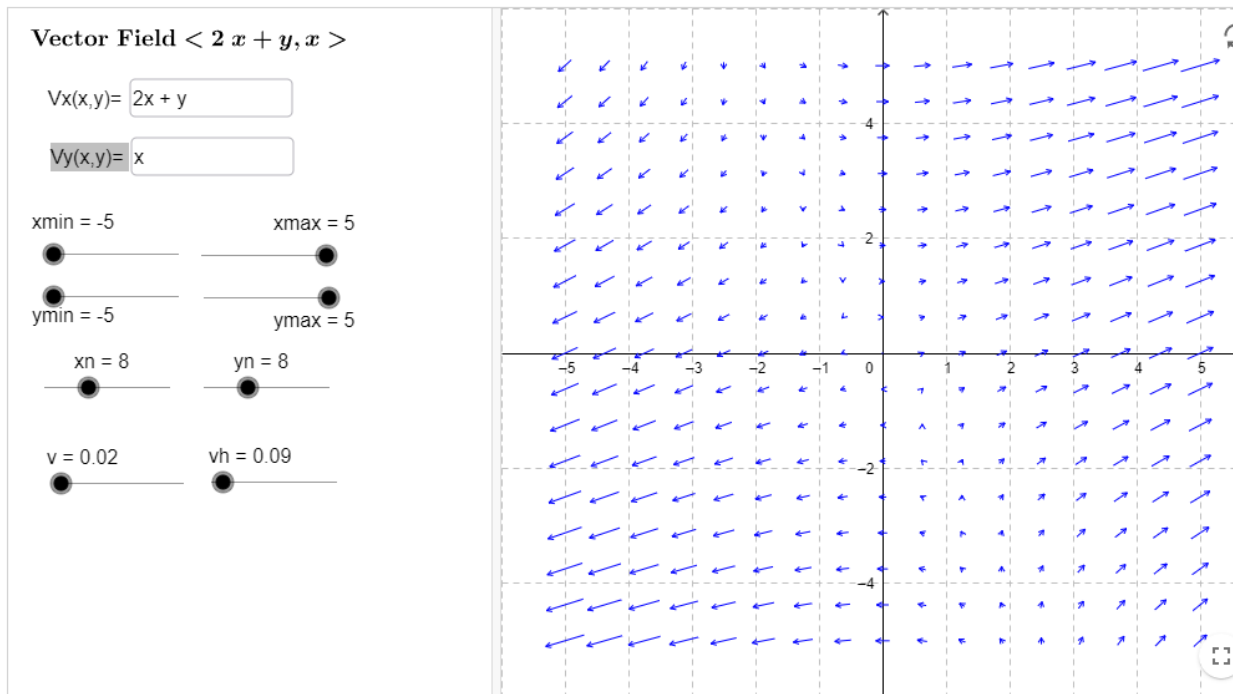 Vector Field < 2 x + y, x >
Vx(x,y)= 2x + y
Vy(x,y)= x
xmin = -5 xmax = 5
ymin = -5 ymax = 5
xn = 8 yn = 8
v = 0.02 vh = 0.09
4
2
−5 −4 −3 −2 −1 0 1 2 3 4 5
−2
−4